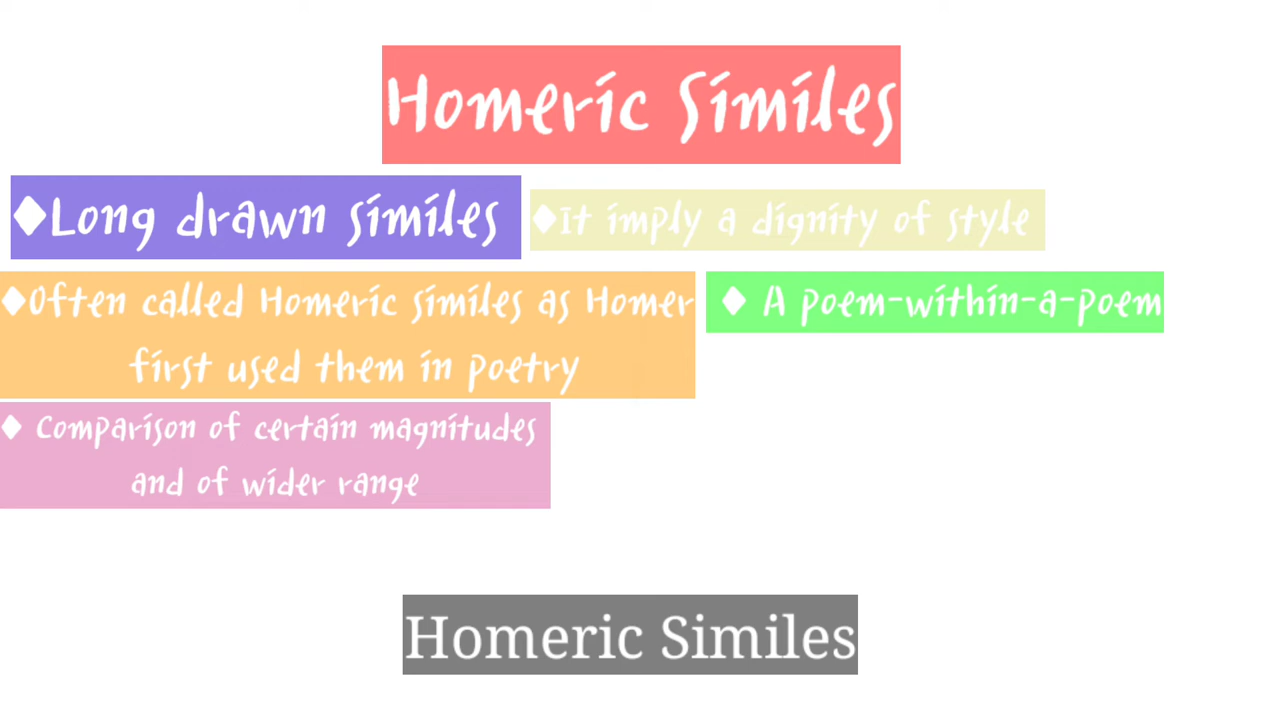 Homeric Similes
◆Long drawn similes
◆It imply a dignity of style
◆Often called Homeric similes as Homer
first used them in poetry
◆ A poem-within-a-poem
◆ Comparison of certain magnitudes
and of wider range
Homeric Similes